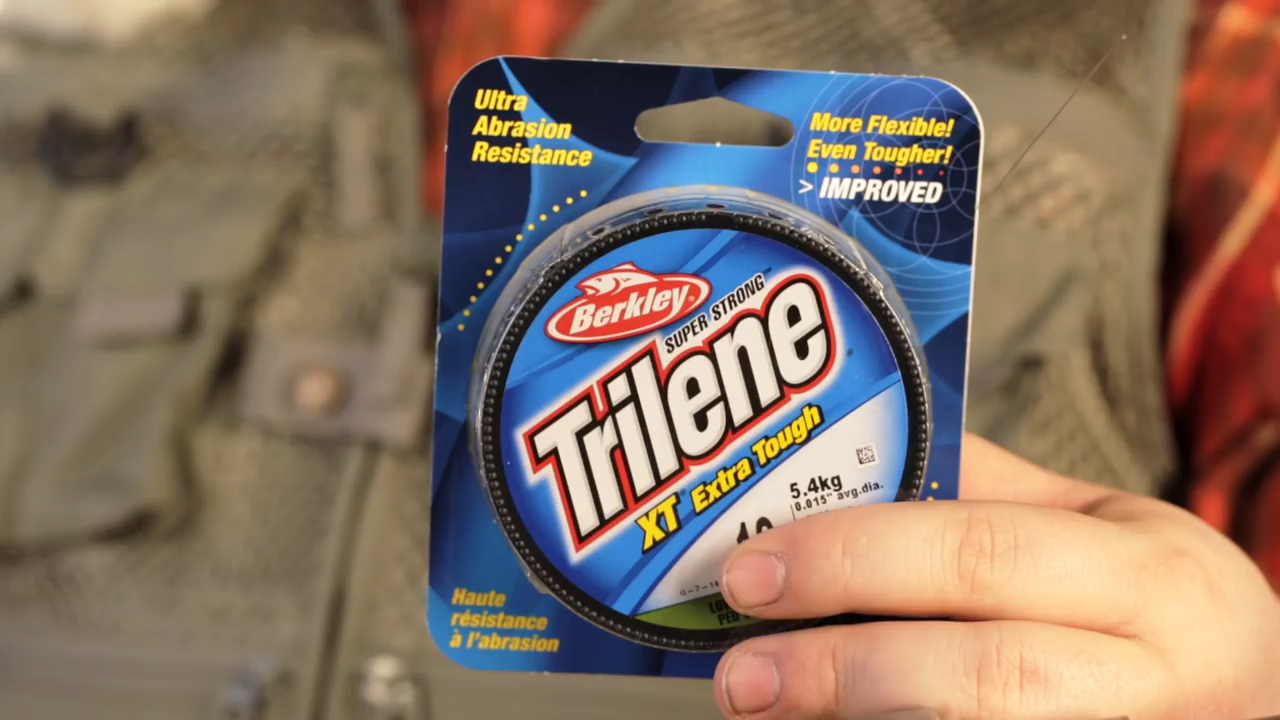 Ultra
Abrasion
Resistance
More Flexible!
Even Tougher!
> IMPROVED
Berkley
SUPER STRONG™
Trilene
XT Extra Tough
5.4kg
0.015" avg.dia.
Haute
résistance
à l'abrasion